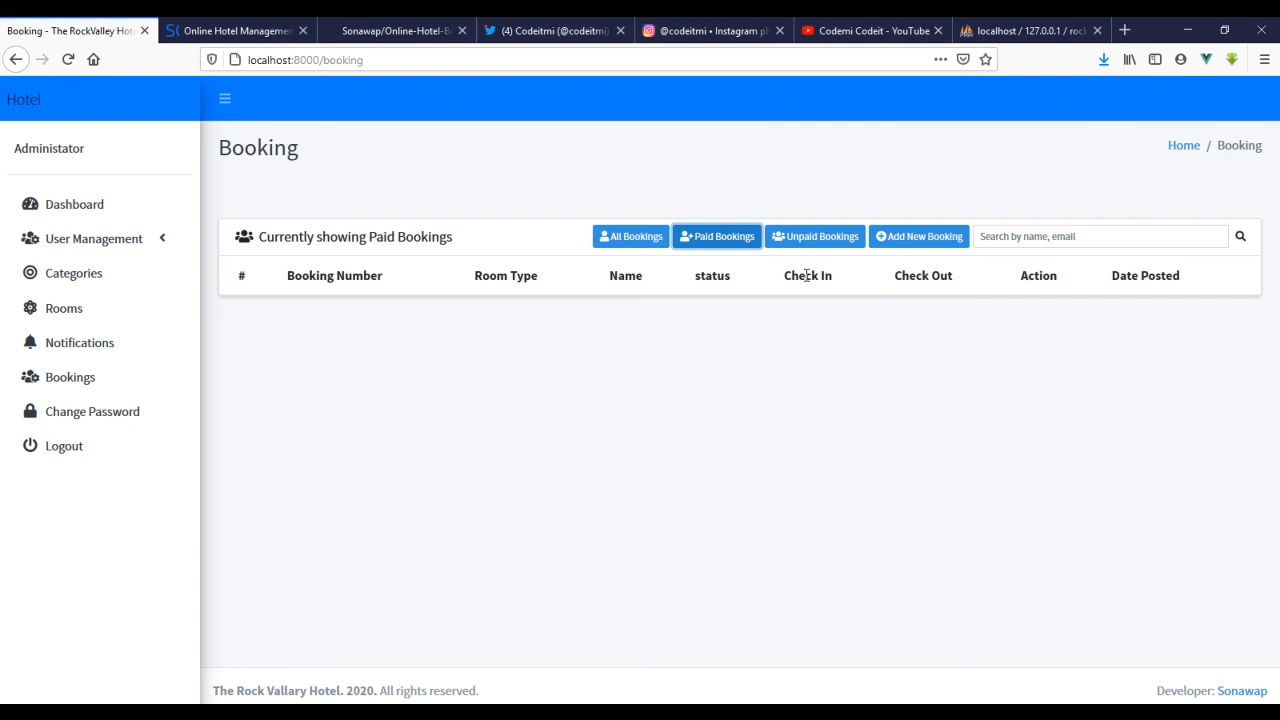 Booking - The RockValley Hot
Online Hotel Managemen
Sonawap/Online-Hotel-B
(4) Codeitmi (@codeitmi)
@codeitmi • Instagram ph
Codemi Codeit - YouTube
localhost / 127.0.0.1 / rock
localhost:8000/booking
Hotel
Administator
Booking
Home / Booking
Dashboard
User Management
Categories
Rooms
Notifications
Bookings
Change Password
Logout
Currently showing Paid Bookings
All Bookings
Paid Bookings
Unpaid Bookings
Add New Booking
Search by name, email
# Booking Number Room Type Name status Check In Check Out Action Date Posted
The Rock Vallary Hotel. 2020. All rights reserved.
Developer: Sonawap